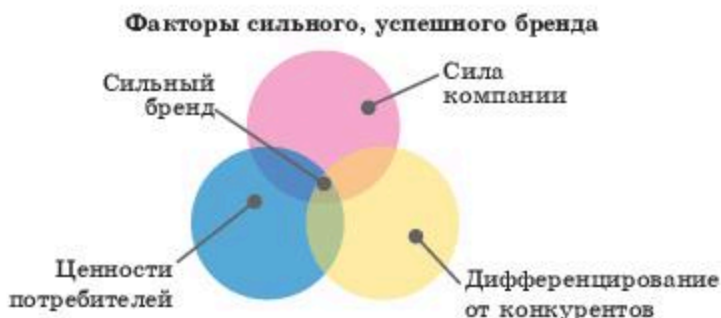 Факторы сильного, успешного бренда
Сильный
бренд
Сила
компании
Ценности
потребителей
Дифференцирование
от конкурентов